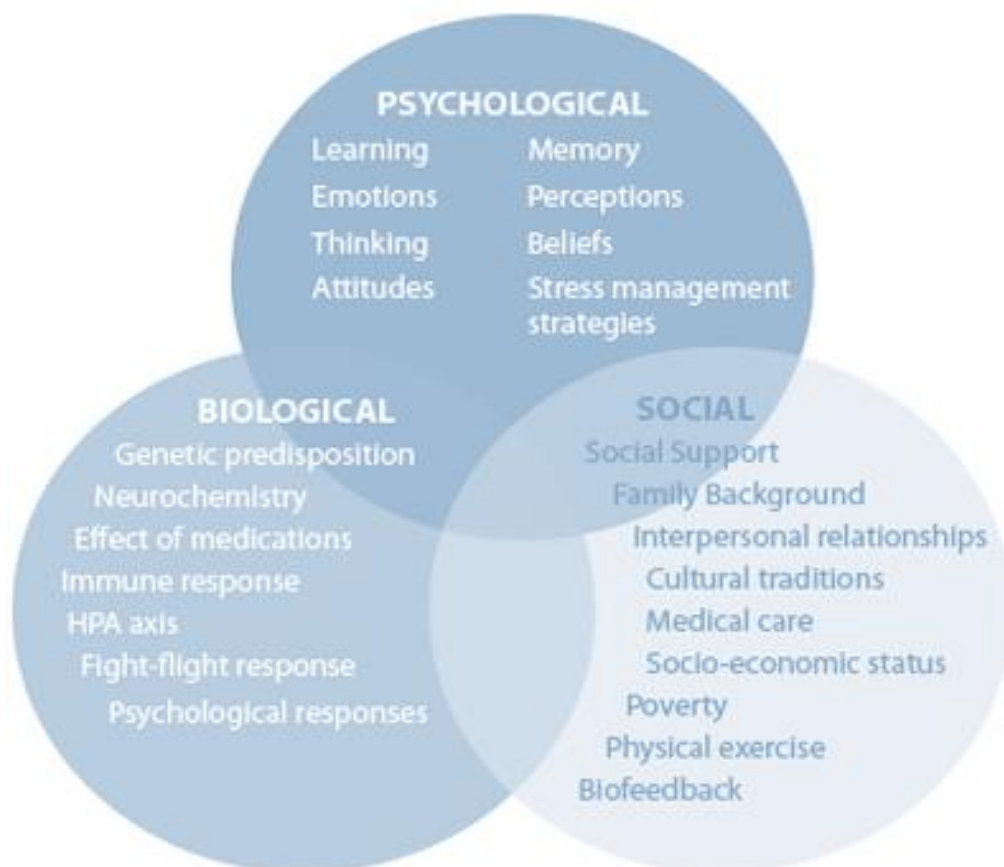 PSYCHOLOGICAL
Learning
Emotions
Thinking
Attitudes
Memory
Perceptions
Beliefs
Stress management
strategies
BIOLOGICAL
Genetic predisposition
Neurochemistry
Effect of medications
Immune response
HPA axis
Fight-flight response
Psychological responses
SOCIAL
Social Support
Family Background
Interpersonal relationships
Cultural traditions
Medical care
Socio-economic status
Poverty
Physical exercise
Biofeedback